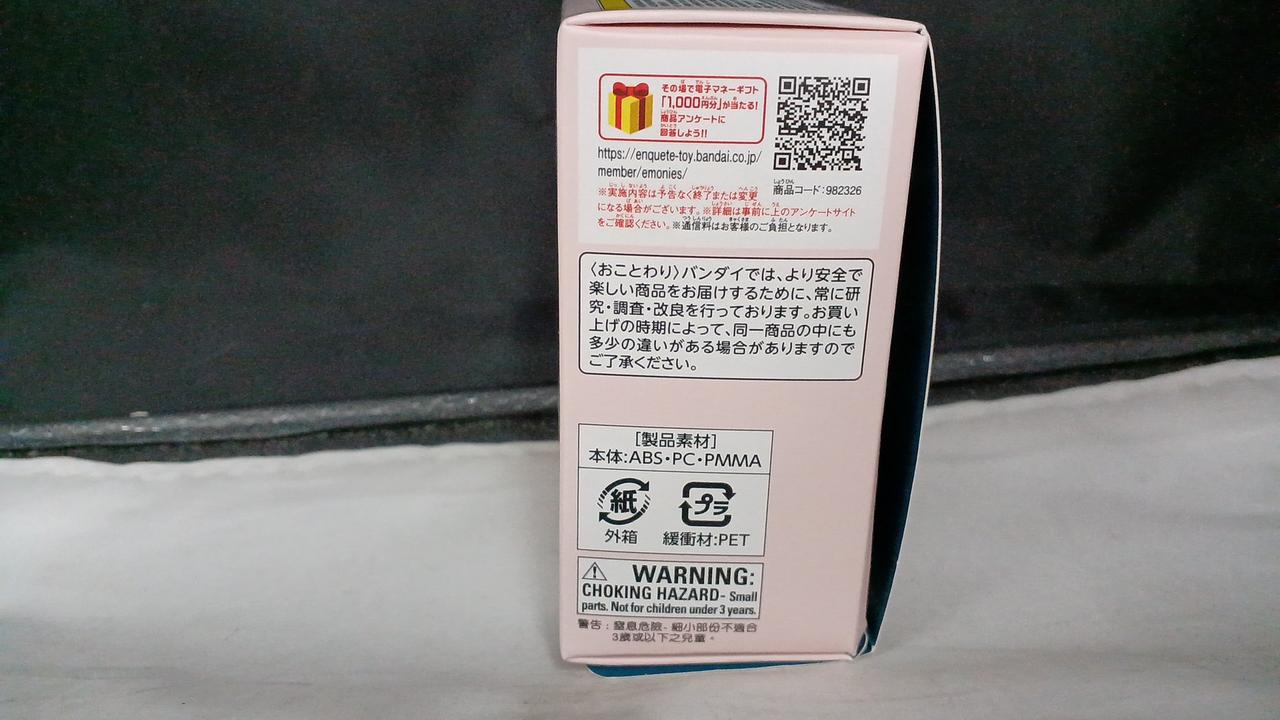 その場で電子マネーギフト
「1,000円分」が当たる!
商品アンケートに
回答しよう!!
https://enquete-toy.bandai.co.jp/
member/emonies/
商品コード:982326
※実施内容は予告なく終了または変更
になる場合がございます。※詳細は事前に上のアンケートサイト
をご確認ください。※通信料はお客様のご負担となります。
〈おことわり〉バンダイでは、より安全で
楽しい商品をお届けするために、常に研
究・調査・改良を行っております。お買い
上げの時期によって、同一商品の中にも
多少の違いがある場合がありますので
ご了承ください。
[製品素材]
本体:ABS・PC・PMMA
紙
プラ
外箱
緩衝材:PET
WARNING:
CHOKING HAZARD- Small
parts. Not for children under 3 years.
警告：窒息危險-細小部份不適合
3歲或以下之兒童。